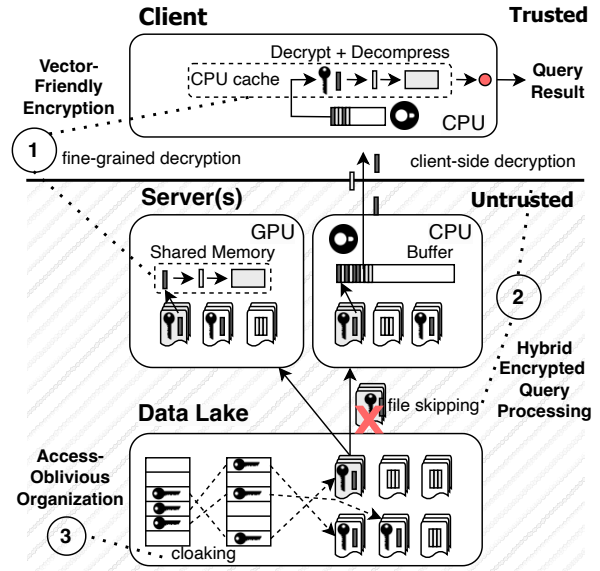 Client
Trusted
Vector-
Friendly
Encryption
Decrypt + Decompress
CPU cache
Query
Result
CPU
1
fine-grained decryption
client-side decryption
Server(s)
Untrusted
GPU
CPU
Shared Memory
Buffer
2
Hybrid
Encrypted
Query
Processing
file skipping
X
Data Lake
Access-
Oblivious
Organization
3
cloaking